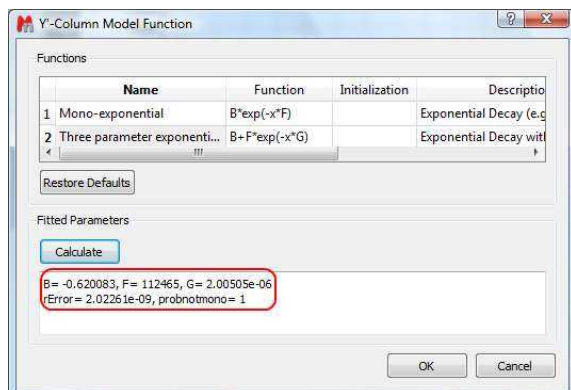 Y'-Column Model Function
Functions
Name Function Initialization Descriptio
1 Mono-exponential B*exp(-x*F) Exponential Decay (e.g
2 Three parameter exponenti... B+F*exp(-x*G) Exponential Decay witl
Restore Defaults
Fitted Parameters
Calculate
B= -0.620083, F= 112465, G= 2.00505e-06
rError= 2.02261e-09, probnotmono= 1
OK Cancel